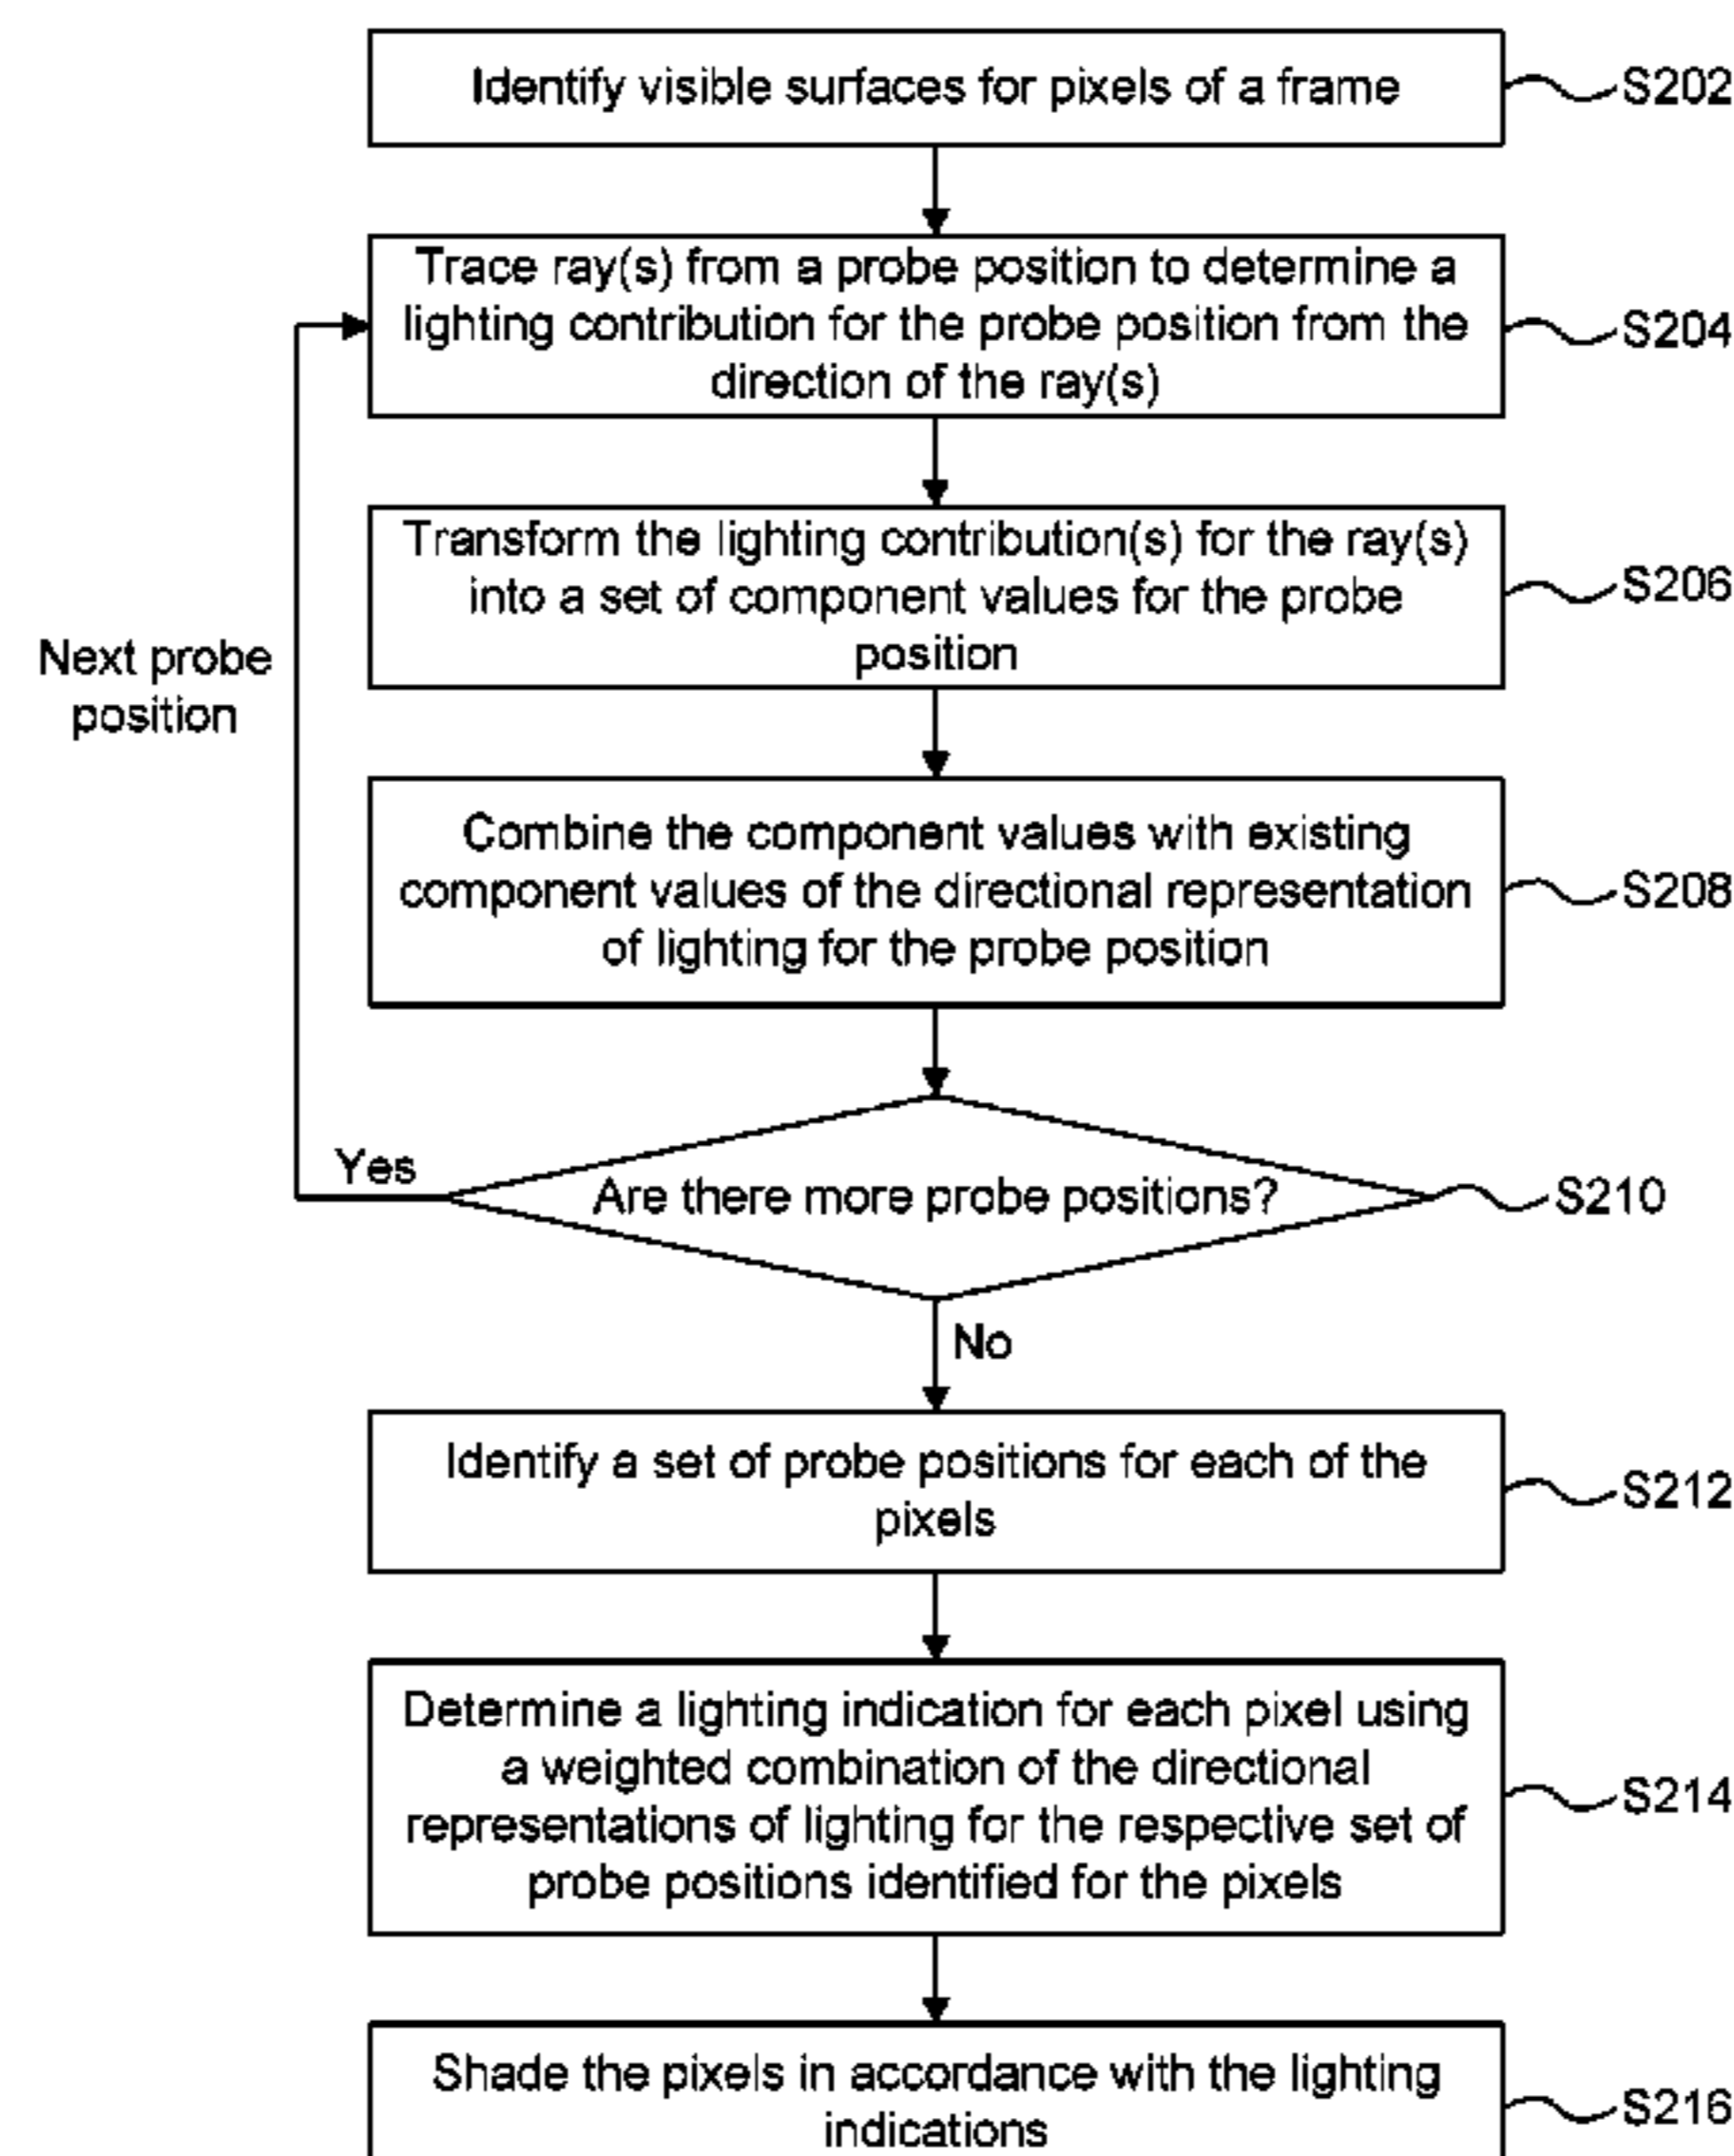 Identify visible surfaces for pixels of a frame
S202
Trace ray(s) from a probe position to determine a
lighting contribution for the probe position from the
direction of the ray(s)
S204
Transform the lighting contribution(s) for the ray(s)
into a set of component values for the probe
position
S206
Next probe
position
Combine the component values with existing
component values of the directional representation
of lighting for the probe position
S208
Yes
Are there more probe positions?
S210
No
Identify a set of probe positions for each of the
pixels
S212
Determine a lighting indication for each pixel using
a weighted combination of the directional
representations of lighting for the respective set of
probe positions identified for the pixels
S214
Shade the pixels in accordance with the lighting
indications
S216